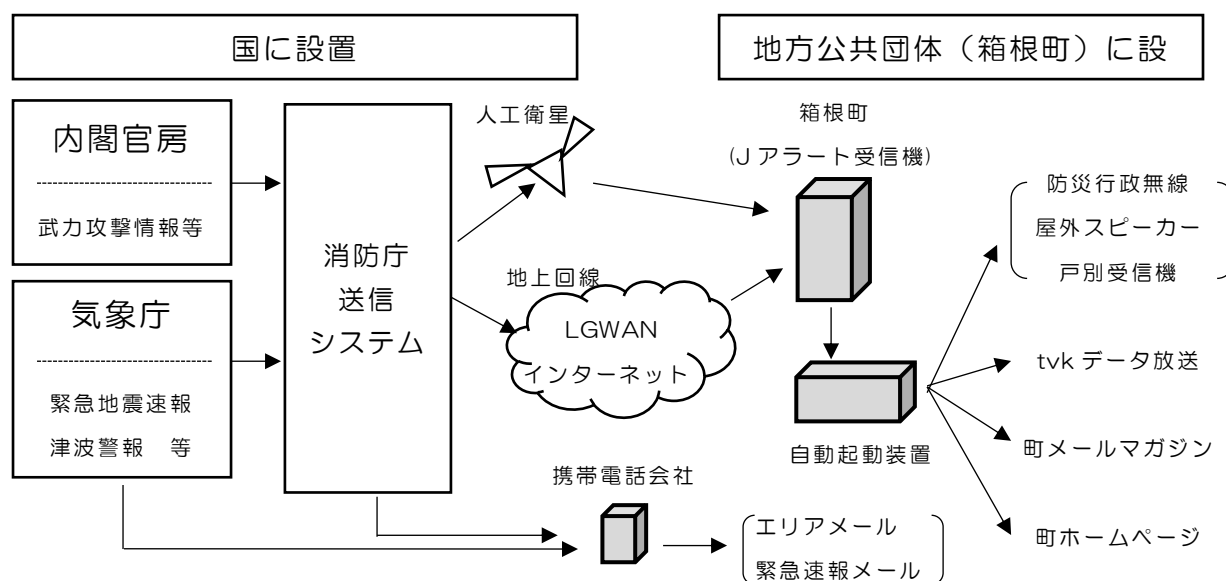 国に設置
地方公共団体（箱根町）に設
内閣官房
武力攻撃情報等
気象庁
緊急地震速報
津波警報　等
消防庁
送信
システム
人工衛星
地上回線
LGWAN
インターネット
携帯電話会社
エリアメール
緊急速報メール
箱根町
(J アラート受信機)
自動起動装置
防災行政無線
屋外スピーカー
戸別受信機
tvk データ放送
町メールマガジン
町ホームページ